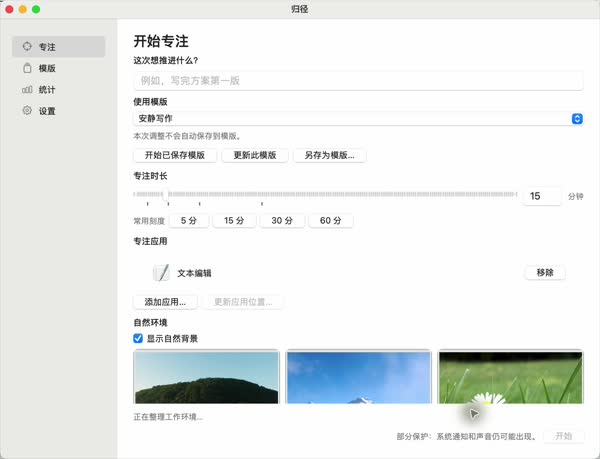 归径
专注
模版
统计
设置
开始专注
这次想推进什么?
例如，写完方案第一版
使用模版
安静写作
本次调整不会自动保存到模版。
开始已保存模版 更新此模版 另存为模版...
专注时长
15 分钟
常用刻度 5 分 15 分 30 分 60 分
专注应用
文本编辑 移除
添加应用... 更新应用位置...
自然环境
显示自然背景
正在整理工作环境...
部分保护：系统通知和声音仍可能出现。 开始